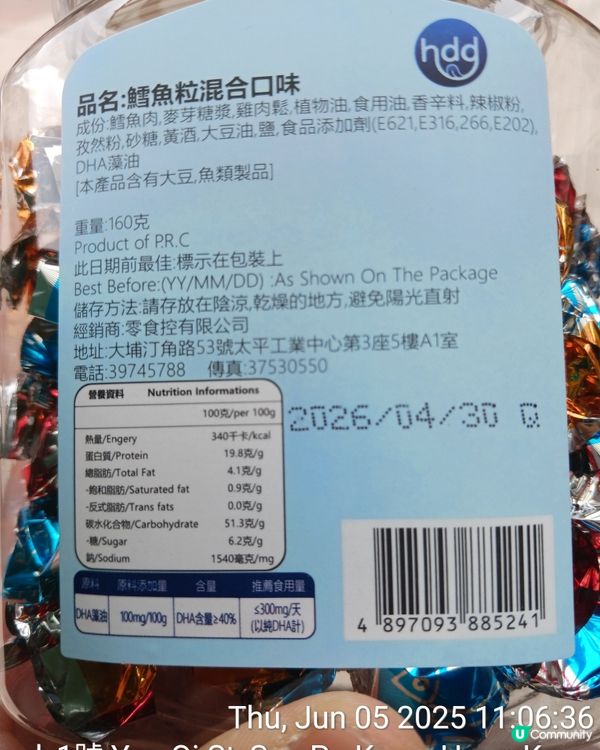 hdg
品名:鱈魚粒混合口味
成份:鱈魚肉,麥芽糖漿,雞肉鬆,植物油,食用油,香辛料,辣椒粉,
孜然粉,砂糖,黃酒,大豆油,鹽,食品添加劑(E621,E316,266,E202),
DHA藻油
[本產品含有大豆,魚類製品]
重量:160克
Product of P.R.C
此日期前最佳:標示在包裝上
Best Before:(YY/MM/DD) :As Shown On The Package
儲存方法:請存放在陰涼,乾燥的地方,避免陽光直射
經銷商:零食控有限公司
地址:大埔汀角路53號太平工業中心第3座5樓A1室
電話:39745788 傳真:37530550
營養資料 Nutrition Informations
100克/per 100g
熱量/Engery 340千卡/kcal
蛋白質/Protein 19.8克/g
總脂肪/Total Fat 4.1克/g
-飽和脂肪/Saturated fat 0.9克/g
-反式脂肪/Trans fats 0.0克/g
碳水化合物/Carbohydrate 51.3克/g
-糖/Sugar 6.2克/g
鈉/Sodium 1540毫克/mg
2026/04/30 Q
原料 原料添加量 含量 推薦食用量
DHA藻油 100mg/100g DHA含量≥40% ≤300mg/天
(以純DHA計)
4 897093 885241
Thu, Jun 05 2025 11:06:36
U Community